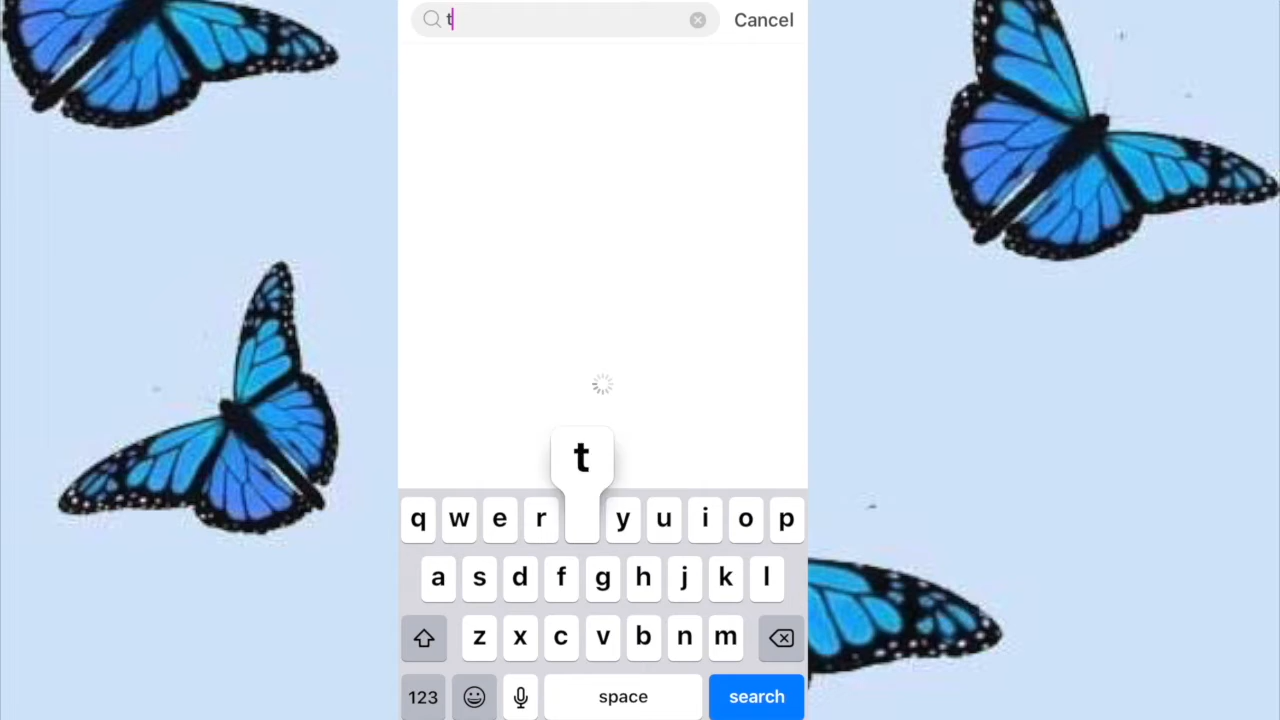 t
Cancel
t
q w e r y u i o p
a s d f g h j k l
z x c v b n m
123 space search